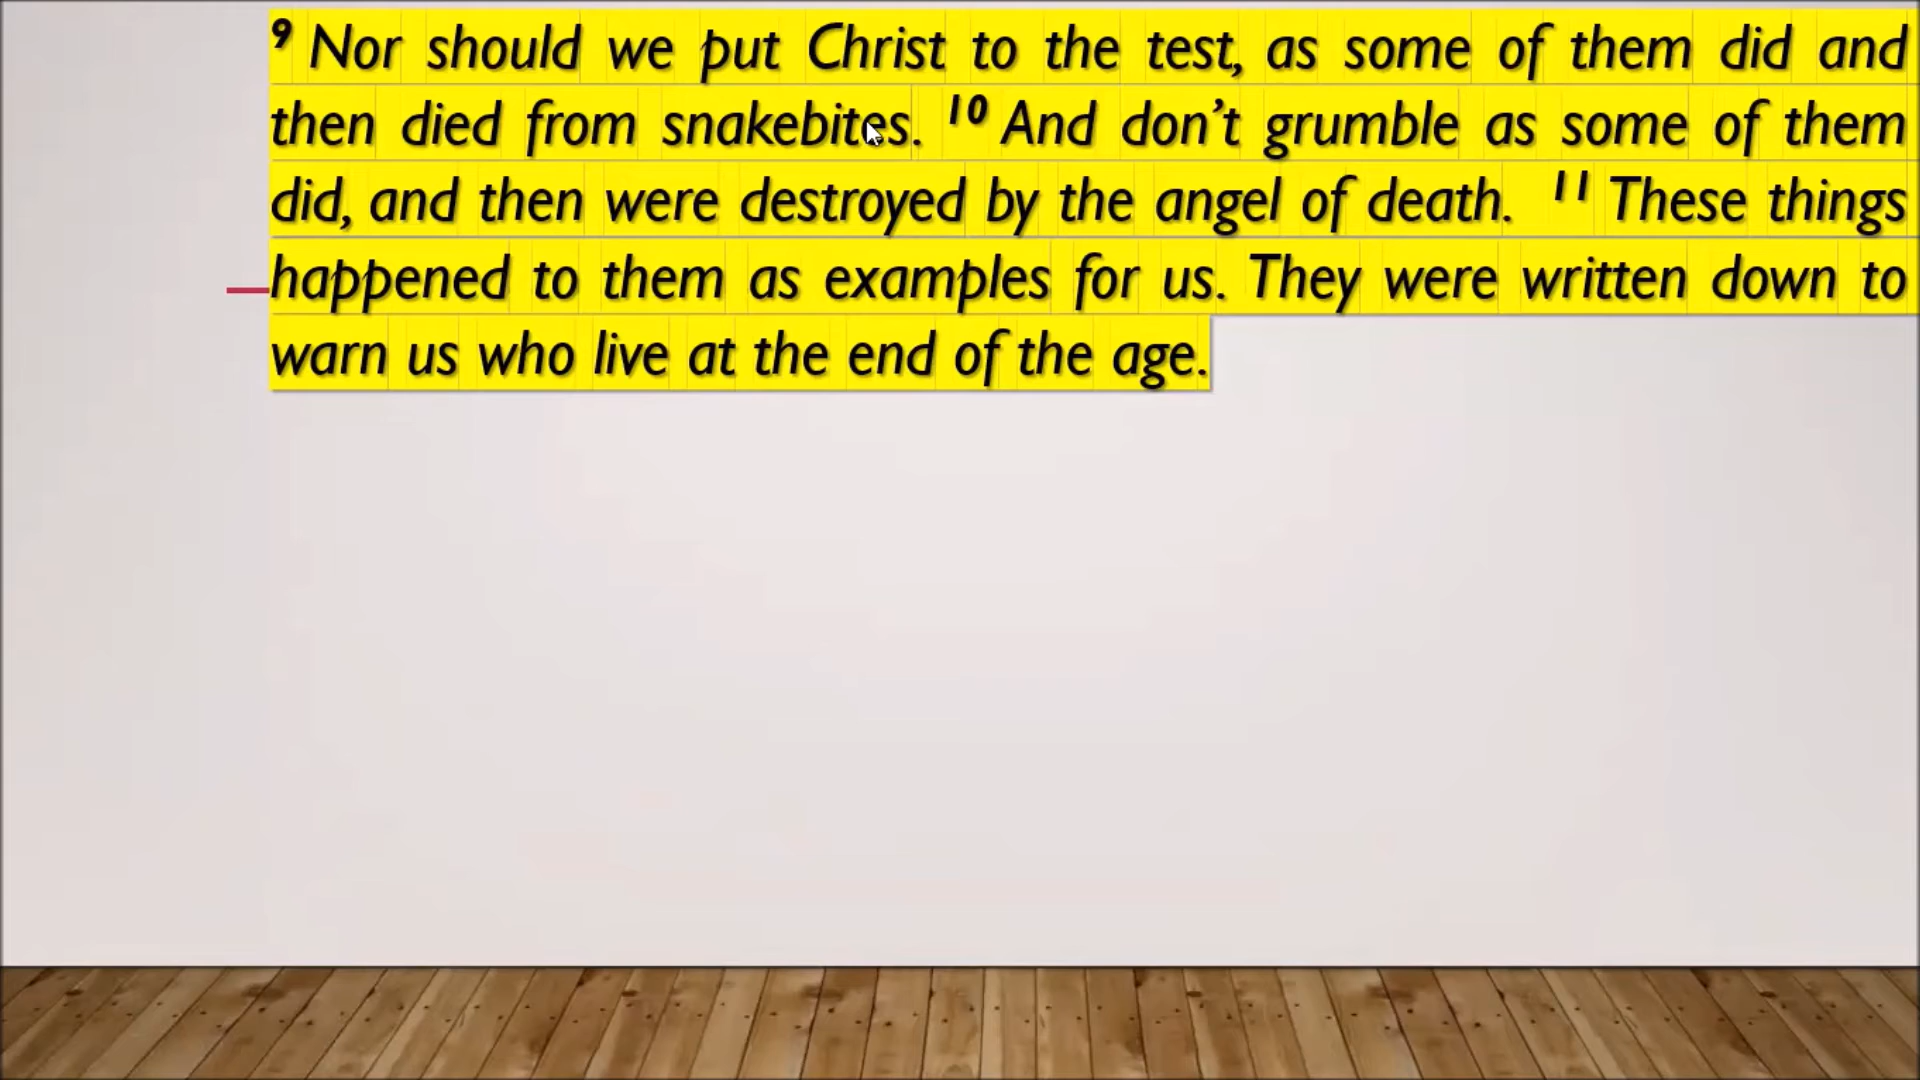 ⁹ Nor should we put Christ to the test, as some of them did and
then died from snakebites. ¹⁰ And don’t grumble as some of them
did, and then were destroyed by the angel of death. ¹¹ These things
happened to them as examples for us. They were written down to
warn us who live at the end of the age.